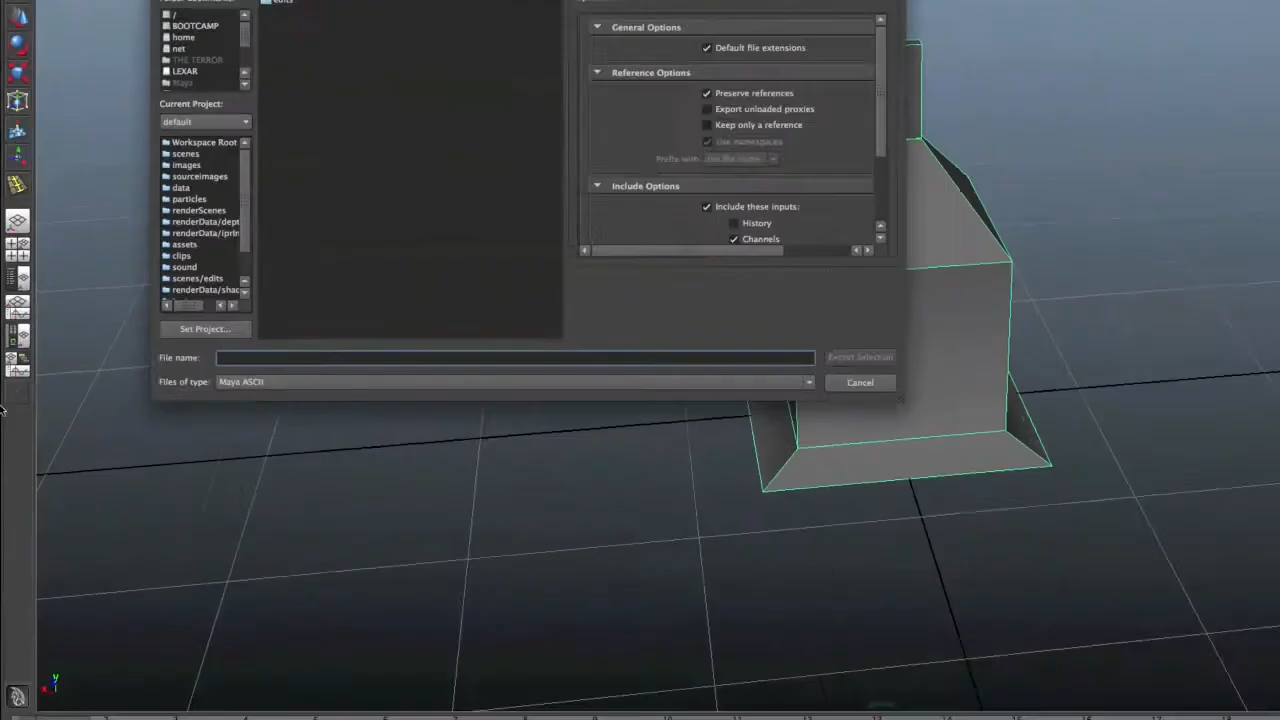 edits
/
BOOTCAMP
home
net
THE TERROR
LEXAR
Maya
Current Project:
default
Workspace Root
scenes
images
sourceimages
data
particles
renderScenes
renderData/dept
renderData/iprin
assets
clips
sound
scenes/edits
renderData/shad
Set Project...
General Options
Default file extensions
Reference Options
Preserve references
Export unloaded proxies
Keep only a reference
Use namespaces
Prefix with
Include Options
Include these inputs:
History
Channels
File name:
Export Selection
Files of type:
Maya ASCII
Cancel
y